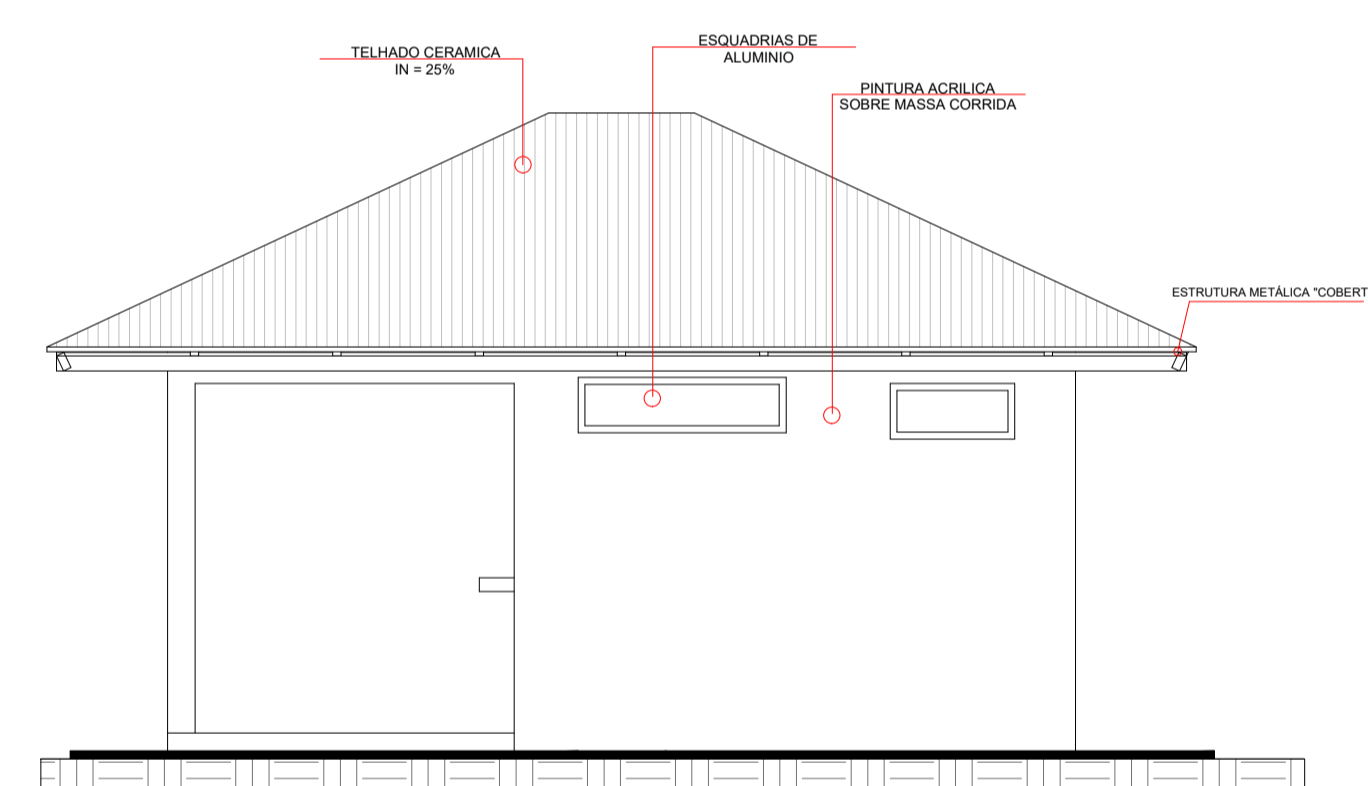 TELHADO CERAMICA
IN = 25%
ESQUADRIAS DE
ALUMINIO
PINTURA ACRILICA
SOBRE MASSA CORRIDA
ESTRUTURA METÁLICA "COBERT